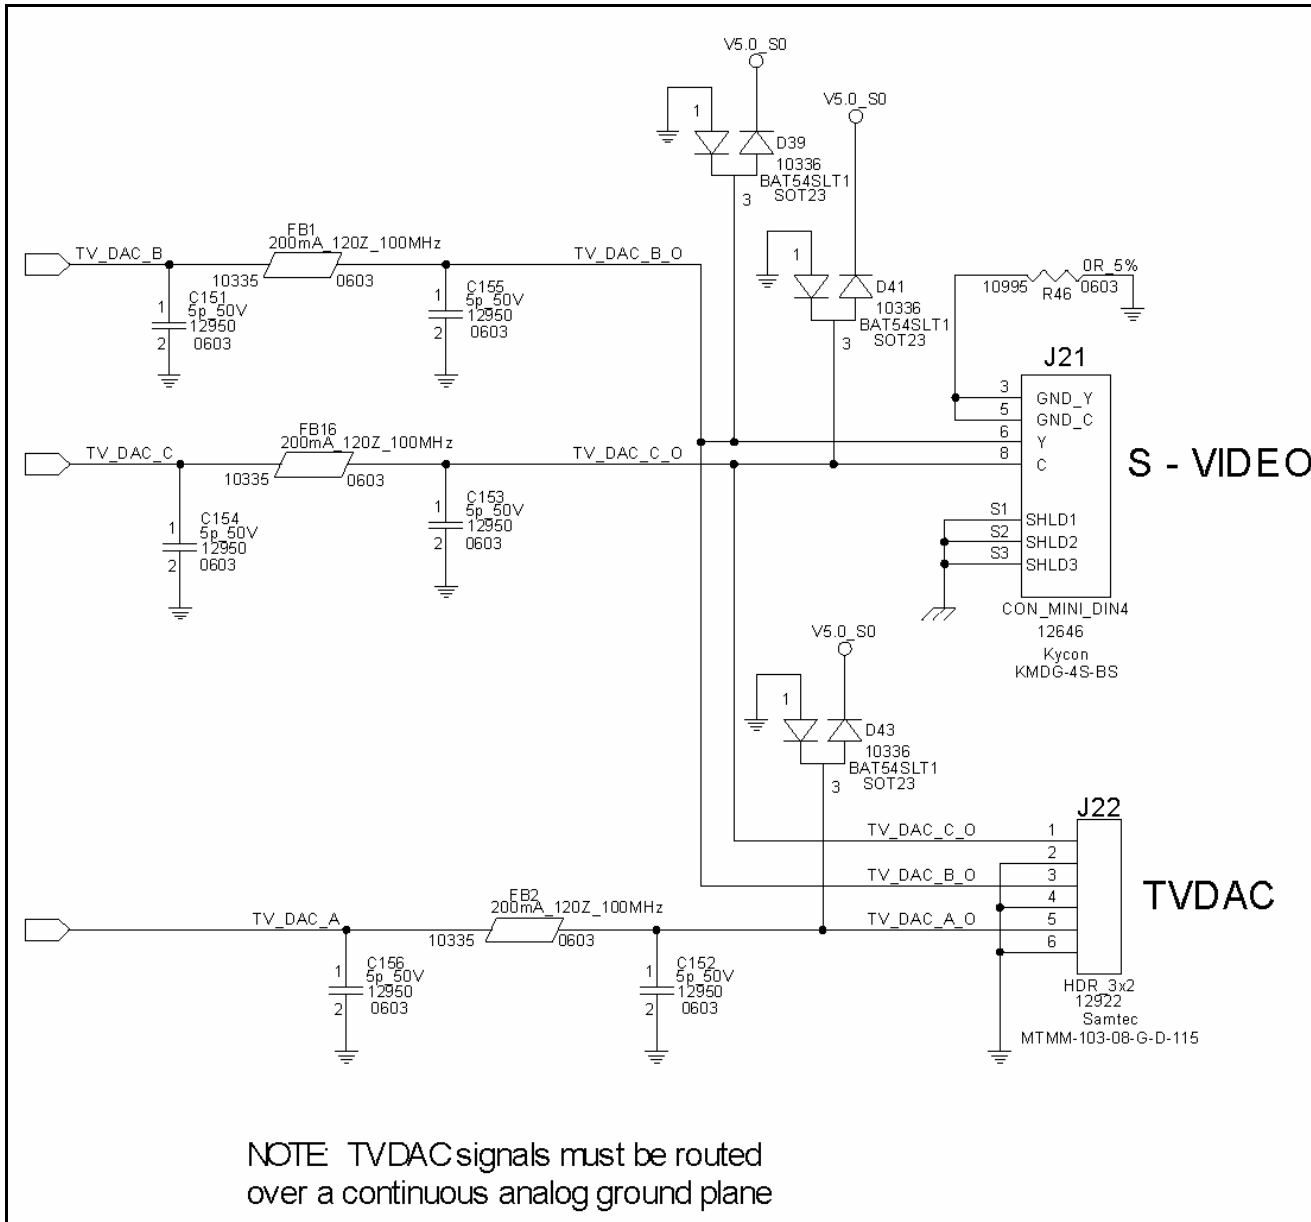 V5.0_S0
1
D39
10336
BAT54SLT1
SOT23
3
V5.0_S0
1
D41
10336
BAT54SLT1
SOT23
3
TV_DAC_B
FB1
200mA_120Z_100MHz
10335
0603
TV_DAC_B_O
1
C151
5p_50V
12950
2
0603
1
C155
5p_50V
12950
2
0603
0R_5%
10995
R46
0603
J21
3
GND_Y
5
GND_C
6
Y
8
C
S1
SHLD1
S2
SHLD2
S3
SHLD3
CON_MINI_DIN4
12646
Kycon
KMDG-4S-BS
S - VIDEO
TV_DAC_C
FB16
200mA_120Z_100MHz
10335
0603
TV_DAC_C_O
1
C154
5p_50V
12950
2
0603
1
C153
5p_50V
12950
2
0603
V5.0_S0
1
D43
10336
BAT54SLT1
SOT23
3
J22
TV_DAC_C_O
1
2
TV_DAC_B_O
3
4
TV_DAC_A_O
5
6
HDR_3x2
12922
Samtec
MTMM-103-08-G-D-115
TVDAC
TV_DAC_A
FB2
200mA_120Z_100MHz
10335
0603
1
C156
5p_50V
12950
2
0603
1
C152
5p_50V
12950
2
0603
NOTE: TVDAC signals must be routed
over a continuous analog ground plane